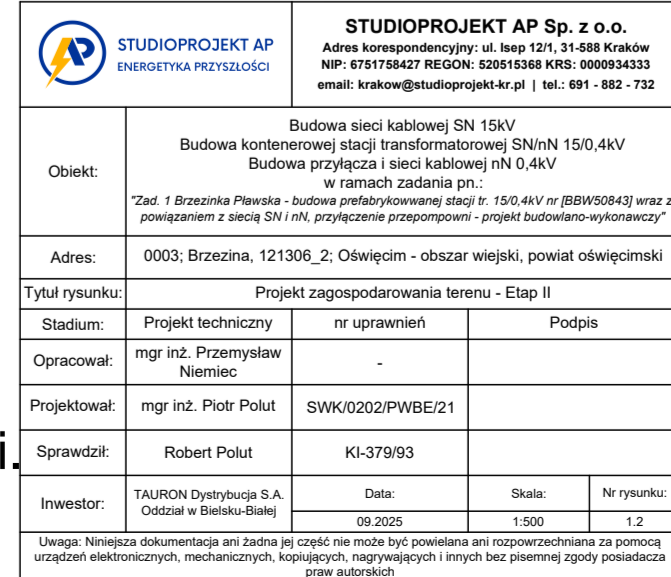 AP
STUDIOPROJEKT AP
ENERGETYKA PRZYSZŁOŚCI
STUDIOPROJEKT AP Sp. z o.o.
Adres korespondencyjny: ul. Isep 12/1, 31-588 Kraków
NIP: 6751758427 REGON: 520515368 KRS: 0000934333
email: krakow@studioprojekt-kr.pl | tel.: 691 - 882 - 732
Obiekt:
Budowa sieci kablowej SN 15kV
Budowa kontenerowej stacji transformatorowej SN/nN 15/0,4kV
Budowa przyłącza i sieci kablowej nN 0,4kV
w ramach zadania pn.:
"Zad. 1 Brzezinka Pławska - budowa prefabrykowwanej stacji tr. 15/0,4kV nr [BBW50843] wraz z
powiązaniem z siecią SN i nN, przyłączenie przepompowni - projekt budowlano-wykonawczy"
Adres:
0003; Brzezina, 121306_2; Oświęcim - obszar wiejski, powiat oświęcimski
Tytuł rysunku:
Projekt zagospodarowania terenu - Etap II
Stadium:
Projekt techniczny
nr uprawnień
Podpis
Opracował:
mgr inż. Przemysław
Niemiec
-
Projektował:
mgr inż. Piotr Polut
SWK/0202/PWBE/21
i.
Sprawdził:
Robert Polut
KI-379/93
Inwestor:
TAURON Dystrybucja S.A.
Oddział w Bielsku-Białej
Data:
Skala:
Nr rysunku:
09.2025
1:500
1.2
Uwaga: Niniejsza dokumentacja ani żadna jej część nie może być powielana ani rozpowrzechniana za pomocą
urządzeń elektronicznych, mechanicznych, kopiujących, nagrywających i innych bez pisemnej zgody posiadacza
praw autorskich